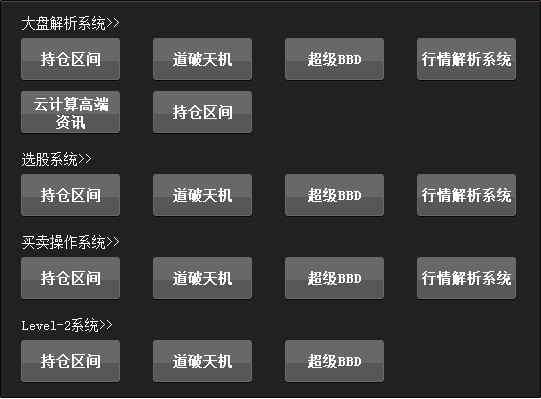 大盘解析系统>>
持仓区间 道破天机 超级BBD 行情解析系统
云计算高端
资讯
持仓区间
选股系统>>
持仓区间 道破天机 超级BBD 行情解析系统
买卖操作系统>>
持仓区间 道破天机 超级BBD 行情解析系统
Level-2系统>>
持仓区间 道破天机 超级BBD